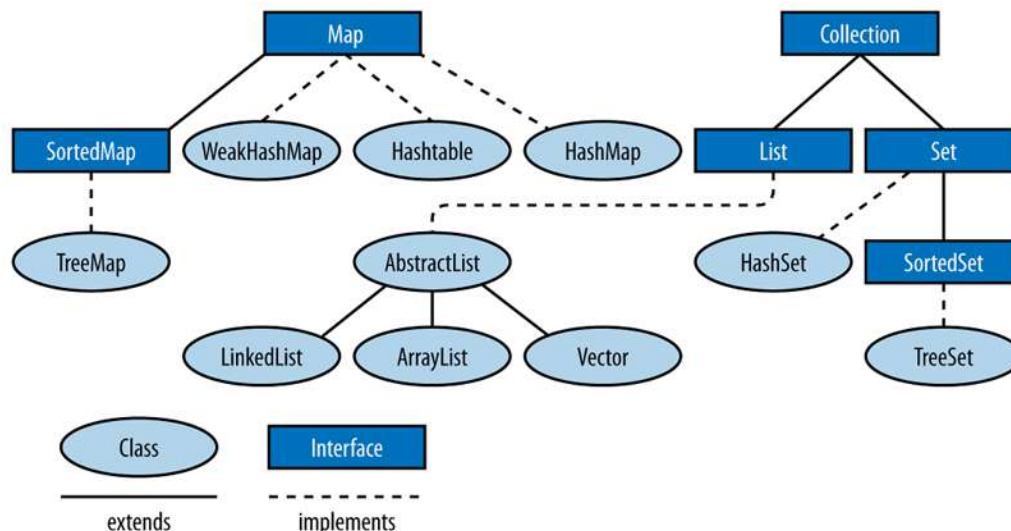 Map
Collection
SortedMap
WeakHashMap
Hashtable
HashMap
List
Set
TreeMap
AbstractList
HashSet
SortedSet
LinkedList
ArrayList
Vector
TreeSet
Class
Interface
extends
implements